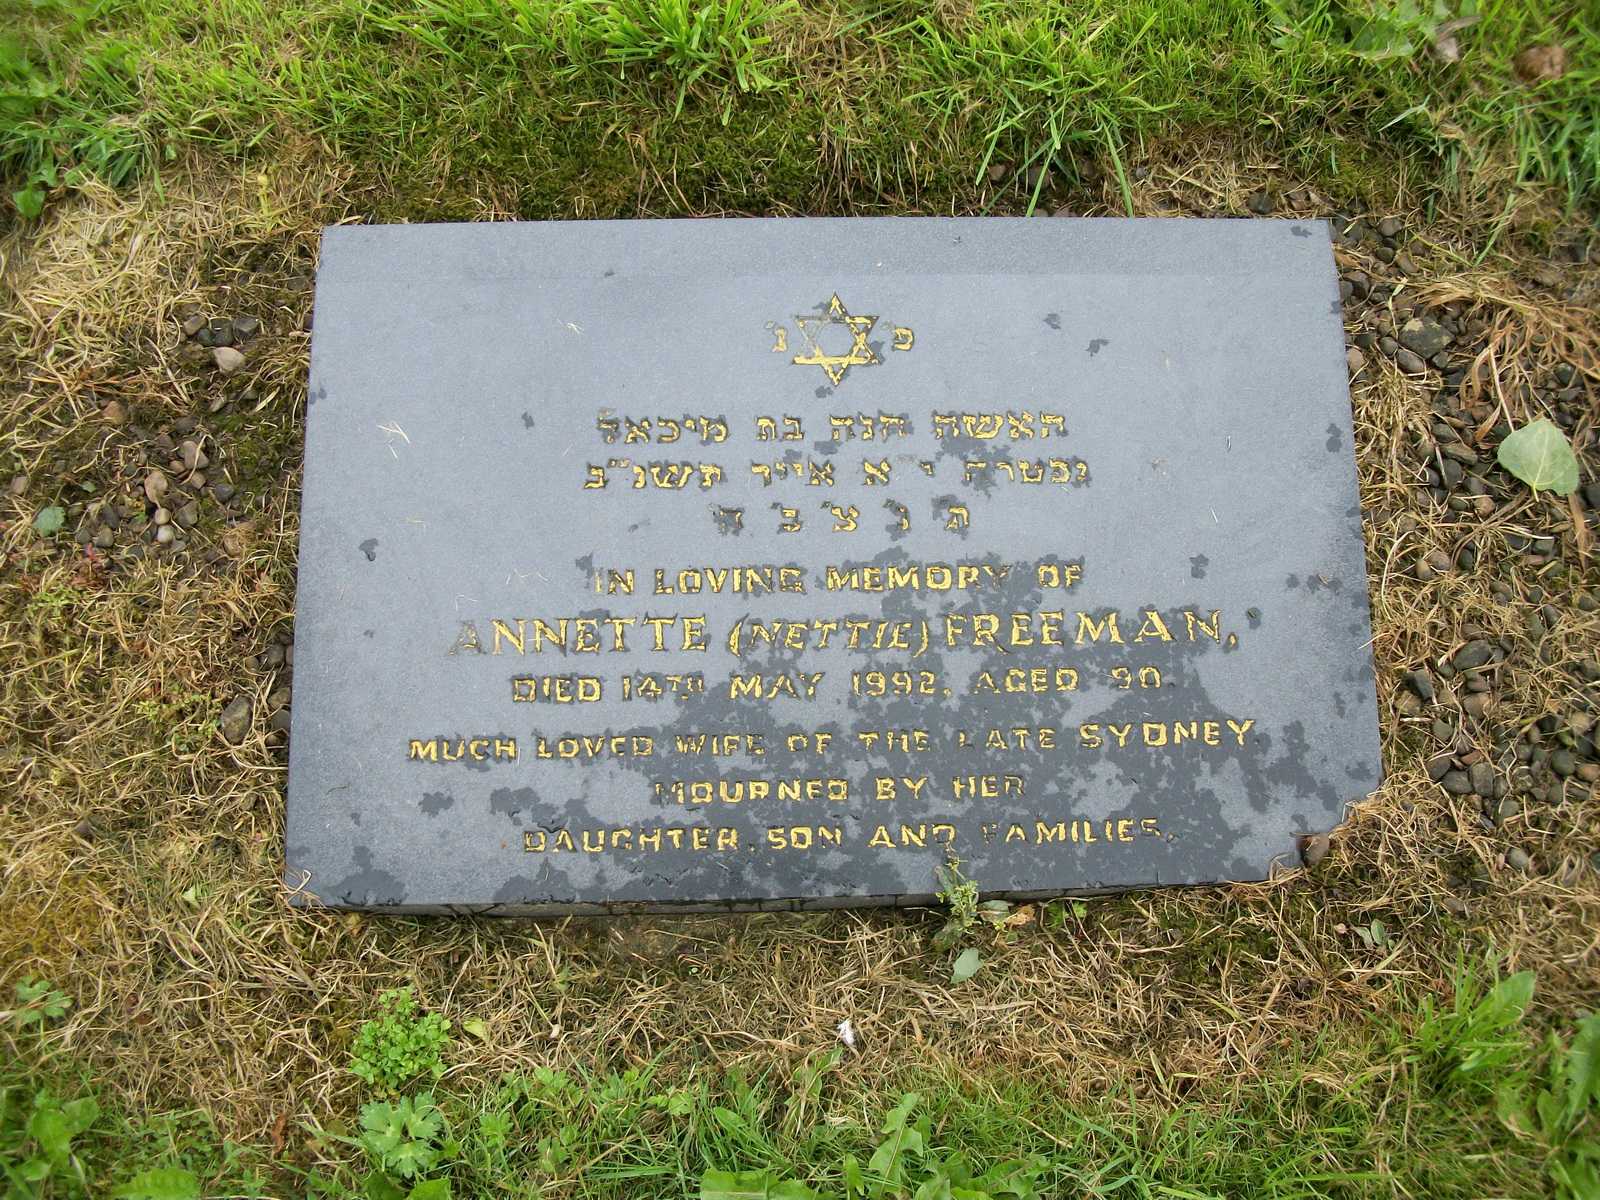 פ' נ'
האשה חנה בת מיכאל
נפטרה י"א אייר תשנ"ב
ת' נ' צ' ב' ה'
IN LOVING MEMORY OF
ANNETTE (NETTIE) FREEMAN,
DIED 14TH MAY 1992, AGED 90.
MUCH LOVED WIFE OF THE LATE SYDNEY
MOURNED BY HER
DAUGHTER, SON AND FAMILIES.